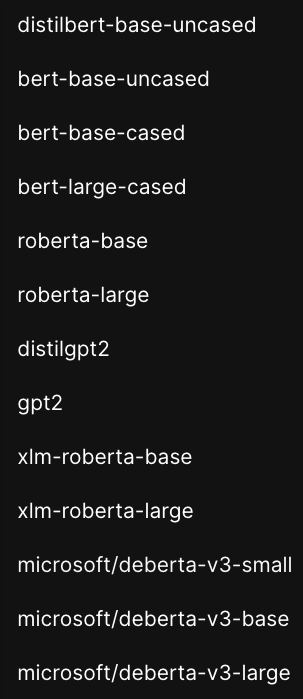 distilbert-base-uncased
bert-base-uncased
bert-base-cased
bert-large-cased
roberta-base
roberta-large
distilgpt2
gpt2
xlm-roberta-base
xlm-roberta-large
microsoft/deberta-v3-small
microsoft/deberta-v3-base
microsoft/deberta-v3-large